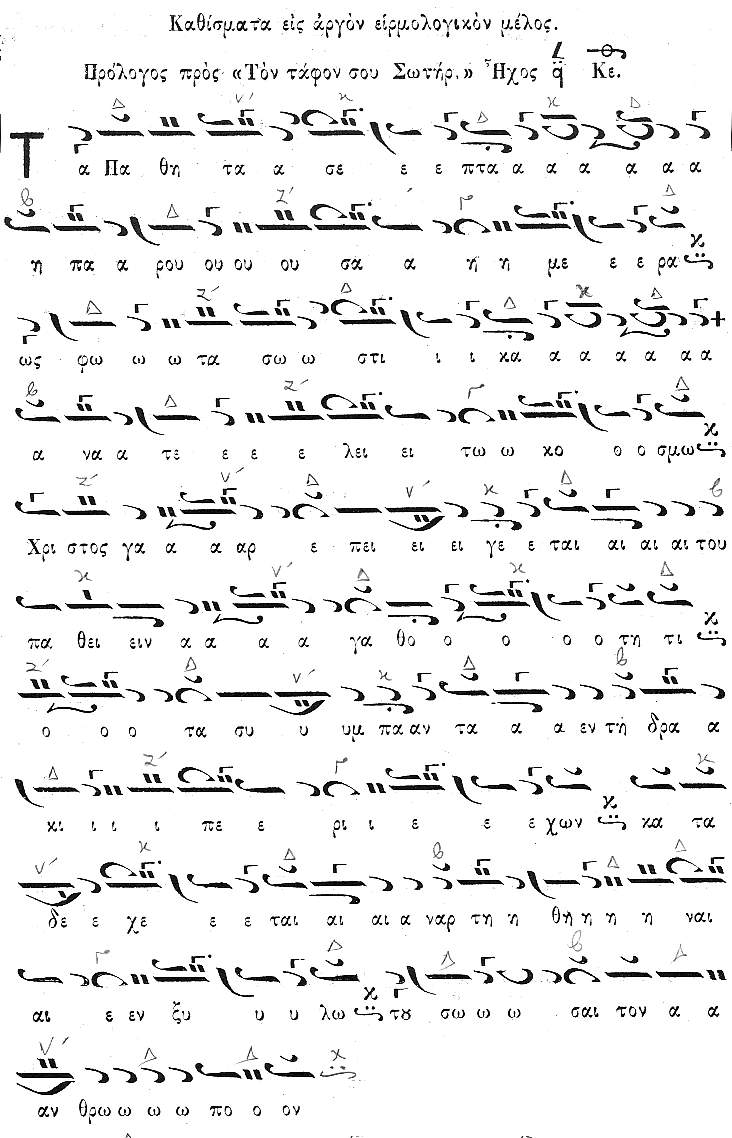 Καθίσματα εἰς ἀργὸν εἱρμολογικὸν μέλος.
Πρόλογος πρὸς «Τὸν τάφον σου Σωτήρ.» Ἦχος Κε.
Τ α Πα θη τα α σε ε ε πτα α α α α α α
η πα α ρου ου ου ου σα α ή ή με ε ε ρα
ως φω ω ω τα σω ω στι ι ι κα α α α α α α
α να α τε ε ε ε λει ει τω ω κο ο ο σμω
Χρι στος γα α α αρ ε πει ει ει γε ε ται αι αι αι του
πα θει ειν α α α α γα θο ο ο ο ο τη τι
ο ο ο τα συ υ υμ πα αν τα α α εν τη δρα α
κι ι ι ι πε ε ρι ι ε ε ε χων κα τα
δε ε χε ε ε ται αι αι α ναρ τη η θη η η η ναι
αι ε εν ξυ υ υ λω του σω ω ω σαι τον α α
αν θρω ω ω ω πο ο ον